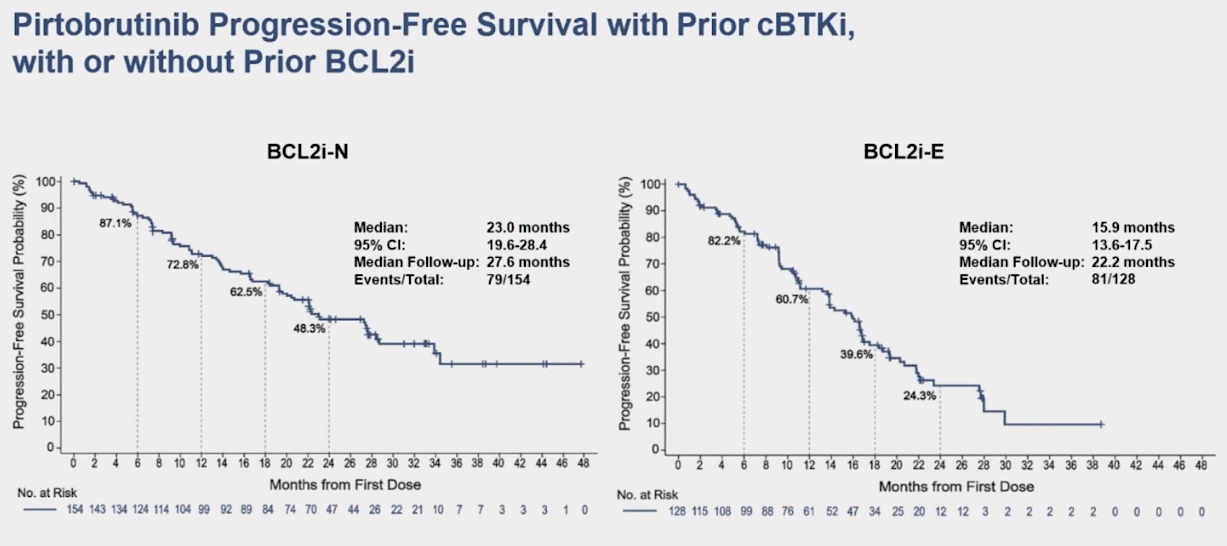 Pirtobrutinib Progression-Free Survival with Prior cBTKi,
with or without Prior BCL2i
BCL2i-N
Progression-Free Survival Probability (%)
100
90
80
70
60
50
40
30
20
10
0
87.1%
72.8%
62.5%
48.3%
Median: 23.0 months
95% CI: 19.6-28.4
Median Follow-up: 27.6 months
Events/Total: 79/154
0 2 4 6 8 10 12 14 16 18 20 22 24 26 28 30 32 34 36 38 40 42 44 46 48
Months from First Dose
No. at Risk
154 143 134 124 114 104 99 92 89 84 74 70 47 44 26 22 21 10 7 7 3 3 3 1 0
BCL2i-E
Progression-Free Survival Probability (%)
100
90
80
70
60
50
40
30
20
10
0
82.2%
60.7%
39.6%
24.3%
Median: 15.9 months
95% CI: 13.6-17.5
Median Follow-up: 22.2 months
Events/Total: 81/128
0 2 4 6 8 10 12 14 16 18 20 22 24 26 28 30 32 34 36 38 40 42 44 46 48
Months from First Dose
No. at Risk
128 115 108 99 88 76 61 52 47 34 25 20 12 12 3 2 2 2 2 2 0 0 0 0 0